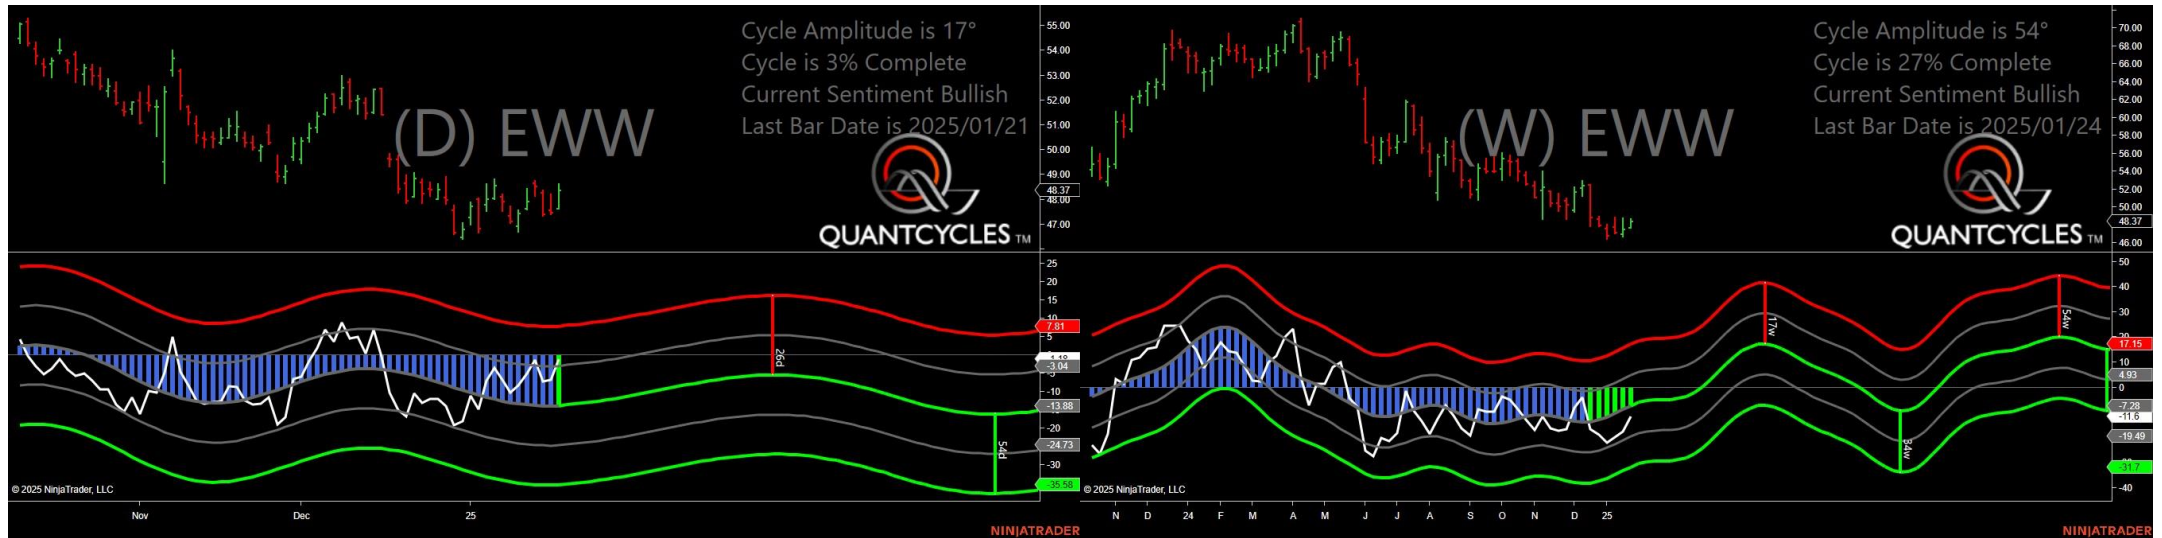 Cycle Amplitude is 17°
Cycle is 3% Complete
Current Sentiment Bullish
Last Bar Date is 2025/01/21
(D) EWW
QUANTCYCLES TM
55.00
54.00
53.00
52.00
51.00
50.00
49.00
48.37
48.00
47.00
25
20
15
10
7.81
5
-3.04
-10
-13.88
-20
-24.73
-30
-35.58
26d
54d
© 2025 NinjaTrader, LLC
Nov
Dec
25
NINJATRADER
Cycle Amplitude is 54°
Cycle is 27% Complete
Current Sentiment Bullish
Last Bar Date is 2025/01/24
(W) EWW
QUANTCYCLES TM
70.00
68.00
66.00
64.00
62.00
60.00
58.00
56.00
54.00
52.00
50.00
48.37
46.00
50
40
30
20
17.15
10
4.93
0
-7.28
-11.6
-19.49
-31.7
-40
17w
34w
54w
© 2025 NinjaTrader, LLC
N D 24 F M A M J J A S O N D 25
NINJATRADER